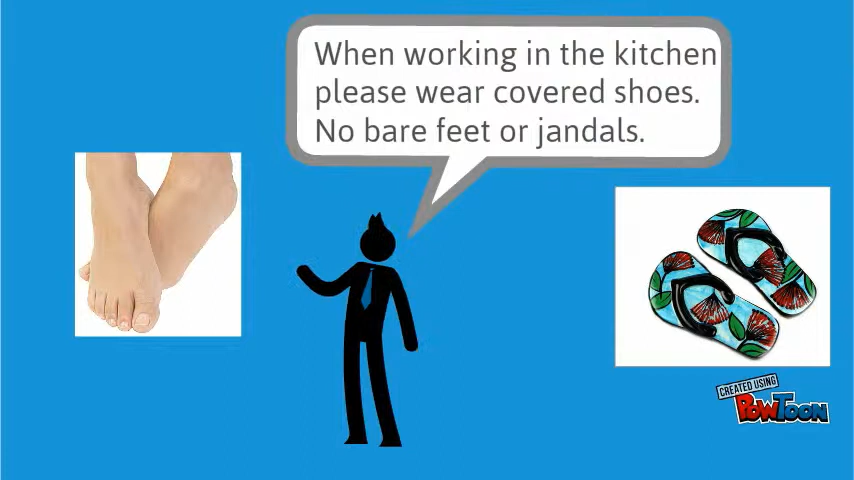 When working in the kitchen
please wear covered shoes.
No bare feet or jandals.
CREATED USING
POWTOON